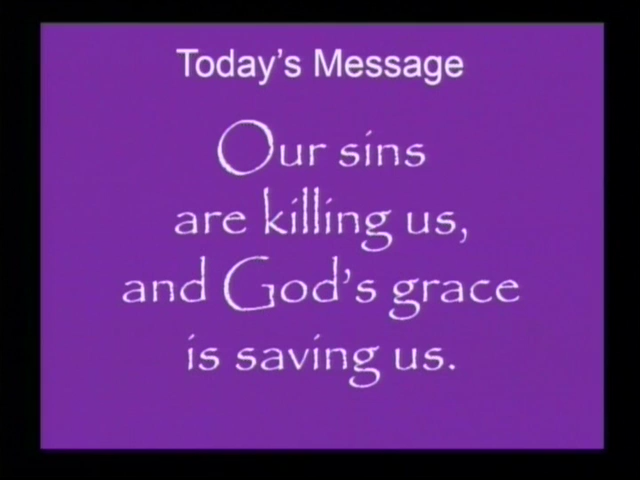 Today's Message
Our sins
are killing us,
and God's grace
is saving us.